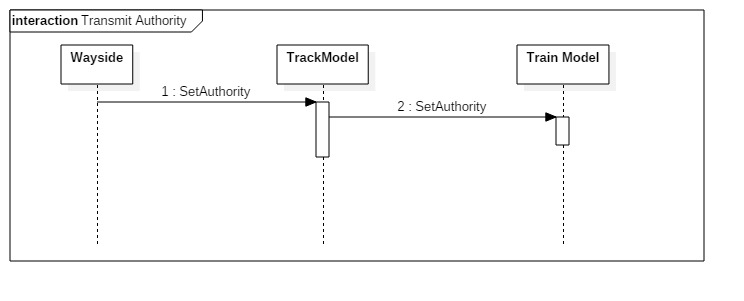 interaction Transmit Authority
Wayside
TrackModel
Train Model
1 : SetAuthority
2 : SetAuthority